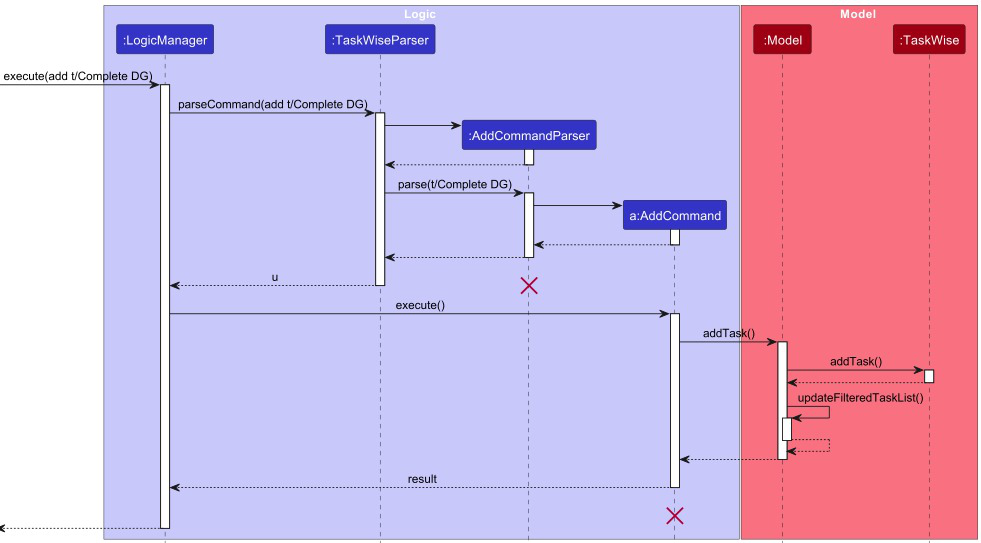 Logic
Model
:LogicManager
:TaskWiseParser
:Model
:TaskWise
execute(add t/Complete DG)
parseCommand(add t/Complete DG)
:AddCommandParser
parse(t/Complete DG)
a:AddCommand
u
execute()
addTask()
addTask()
updateFilteredTaskList()
result